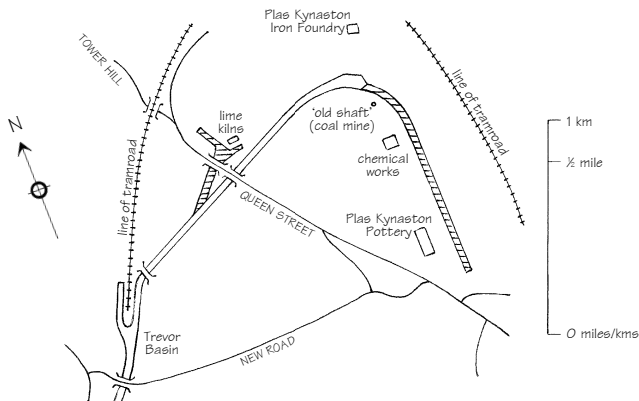 Plas Kynaston
Iron Foundry
TOWER HILL
line of tramroad
lime
kilns
'old shaft'
(coal mine)
chemical
works
1 km
½ mile
N
line of tramroad
QUEEN STREET
Plas Kynaston
Pottery
Trevor
Basin
NEW ROAD
0 miles/kms